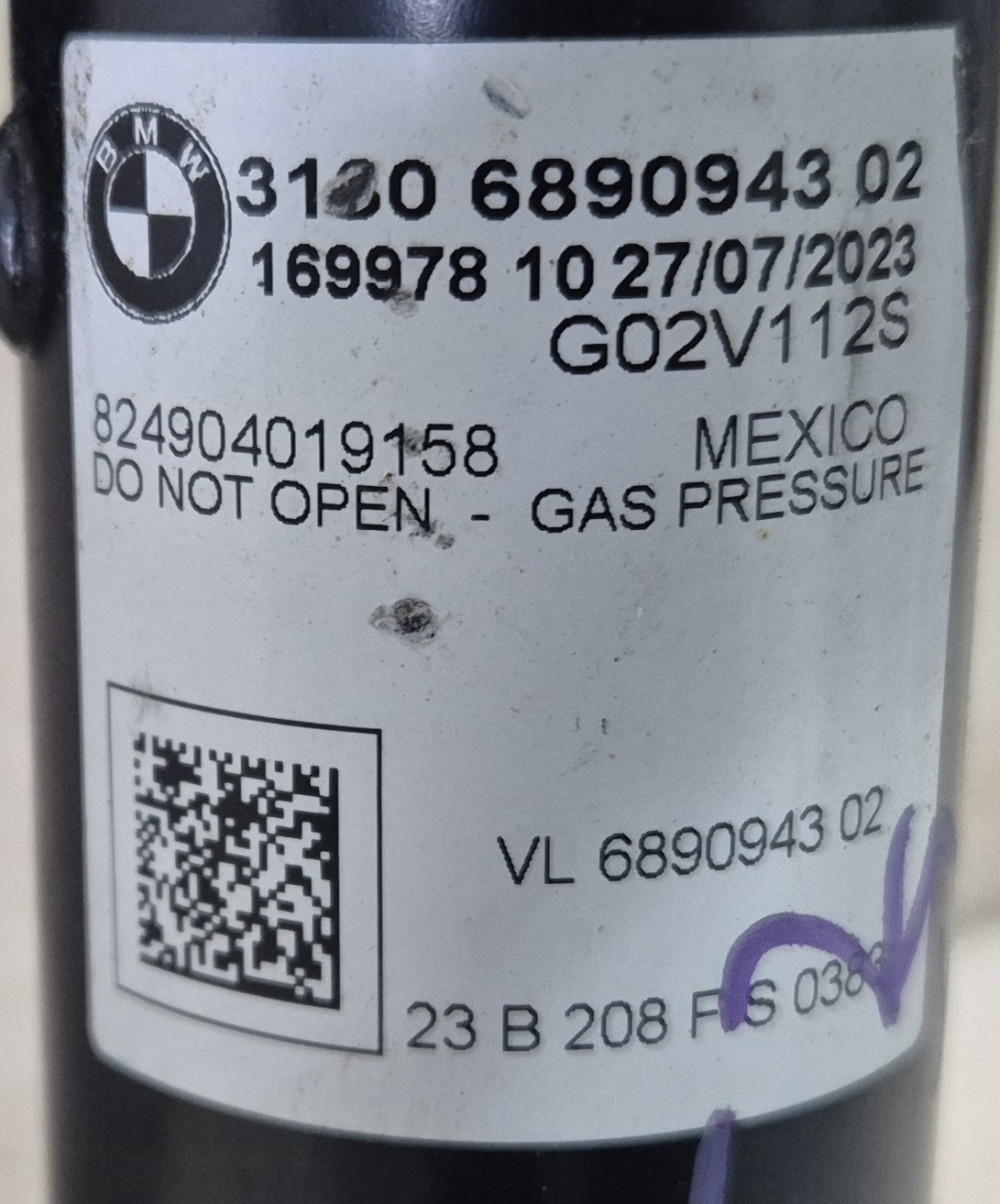 BMW
6890943 02
169978 10 27/07/2023
G02V112S
824904019158 MEXICO
DO NOT OPEN - GAS PRESSURE
VL 6890943 02
23 B 208 F S